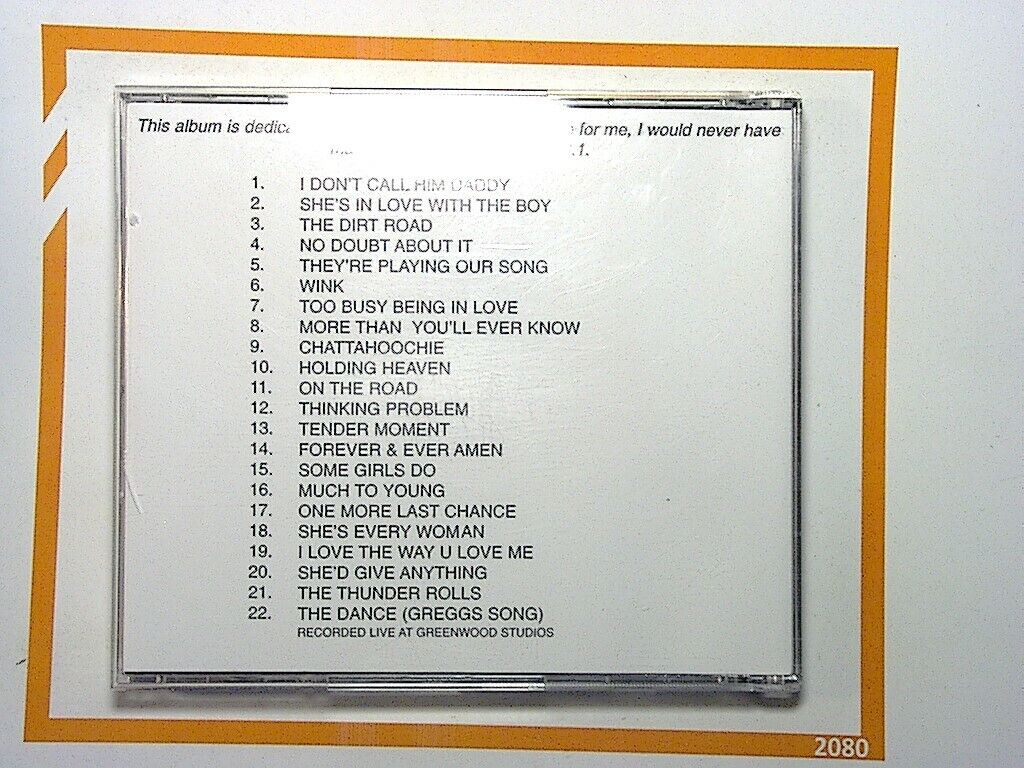 This album is dedic for me, I would never have
.1.
1. I DON'T CALL HIM DADDY
2. SHE'S IN LOVE WITH THE BOY
3. THE DIRT ROAD
4. NO DOUBT ABOUT IT
5. THEY'RE PLAYING OUR SONG
6. WINK
7. TOO BUSY BEING IN LOVE
8. MORE THAN YOU'LL EVER KNOW
9. CHATTAHOOCHIE
10. HOLDING HEAVEN
11. ON THE ROAD
12. THINKING PROBLEM
13. TENDER MOMENT
14. FOREVER & EVER AMEN
15. SOME GIRLS DO
16. MUCH TO YOUNG
17. ONE MORE LAST CHANCE
18. SHE'S EVERY WOMAN
19. I LOVE THE WAY U LOVE ME
20. SHE'D GIVE ANYTHING
21. THE THUNDER ROLLS
22. THE DANCE (GREGGS SONG)
RECORDED LIVE AT GREENWOOD STUDIOS
2080